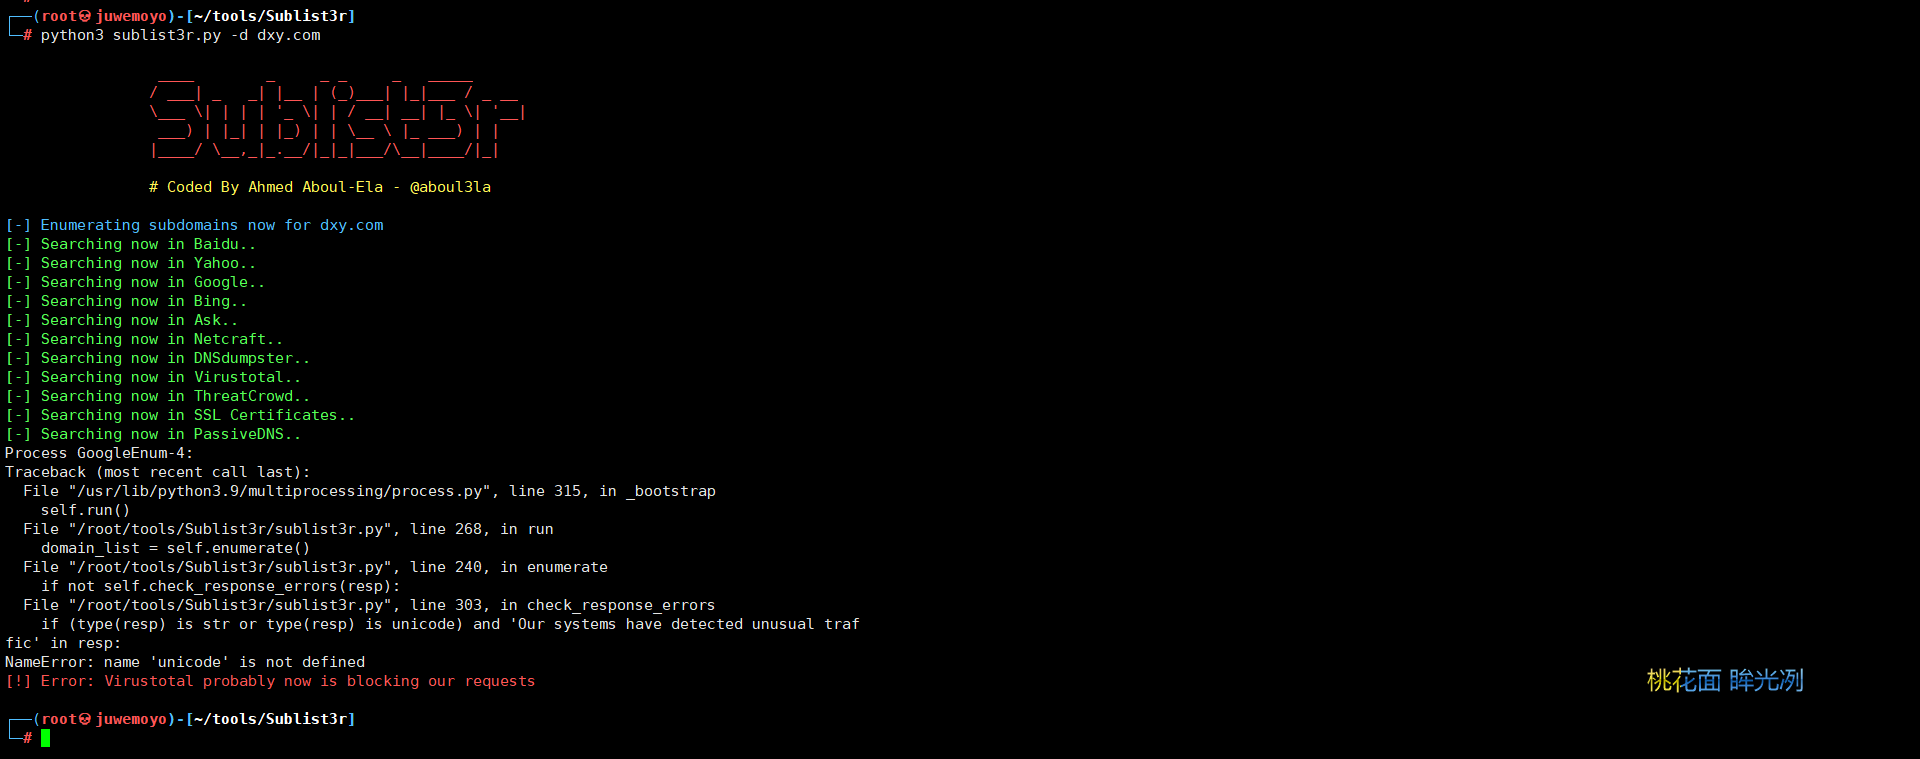 ┌──(root💀juwemoyo)-[~/tools/Sublist3r]
└─# python3 sublist3r.py -d dxy.com
Sublist3r
# Coded By Ahmed Aboul-Ela - @aboul3la
[-] Enumerating subdomains now for dxy.com
[-] Searching now in Baidu..
[-] Searching now in Yahoo..
[-] Searching now in Google..
[-] Searching now in Bing..
[-] Searching now in Ask..
[-] Searching now in Netcraft..
[-] Searching now in DNSdumpster..
[-] Searching now in Virustotal..
[-] Searching now in ThreatCrowd..
[-] Searching now in SSL Certificates..
[-] Searching now in PassiveDNS..
Process GoogleEnum-4:
Traceback (most recent call last):
  File "/usr/lib/python3.9/multiprocessing/process.py", line 315, in _bootstrap
    self.run()
  File "/root/tools/Sublist3r/sublist3r.py", line 268, in run
    domain_list = self.enumerate()
  File "/root/tools/Sublist3r/sublist3r.py", line 240, in enumerate
    if not self.check_response_errors(resp):
  File "/root/tools/Sublist3r/sublist3r.py", line 303, in check_response_errors
    if (type(resp) is str or type(resp) is unicode) and 'Our systems have detected unusual traf
fic' in resp:
NameError: name 'unicode' is not defined
[!] Error: Virustotal probably now is blocking our requests
桃花面 眸光冽
┌──(root💀juwemoyo)-[~/tools/Sublist3r]
└─#